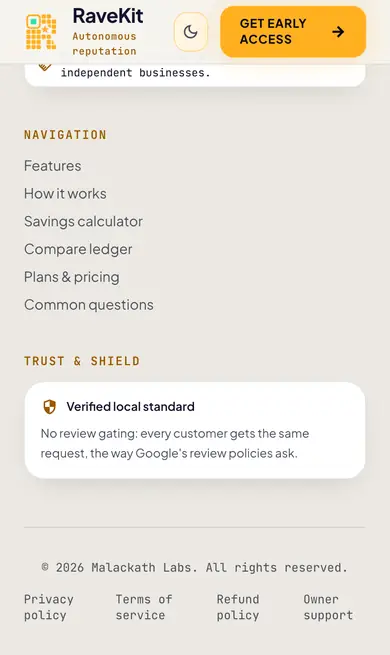 RaveKit
Autonomous
reputation
GET EARLY
ACCESS
independent businesses.
NAVIGATION
Features
How it works
Savings calculator
Compare ledger
Plans & pricing
Common questions
TRUST & SHIELD
Verified local standard
No review gating: every customer gets the same
request, the way Google's review policies ask.
© 2026 Malackath Labs. All rights reserved.
Privacy policy
Terms of service
Refund policy
Owner support